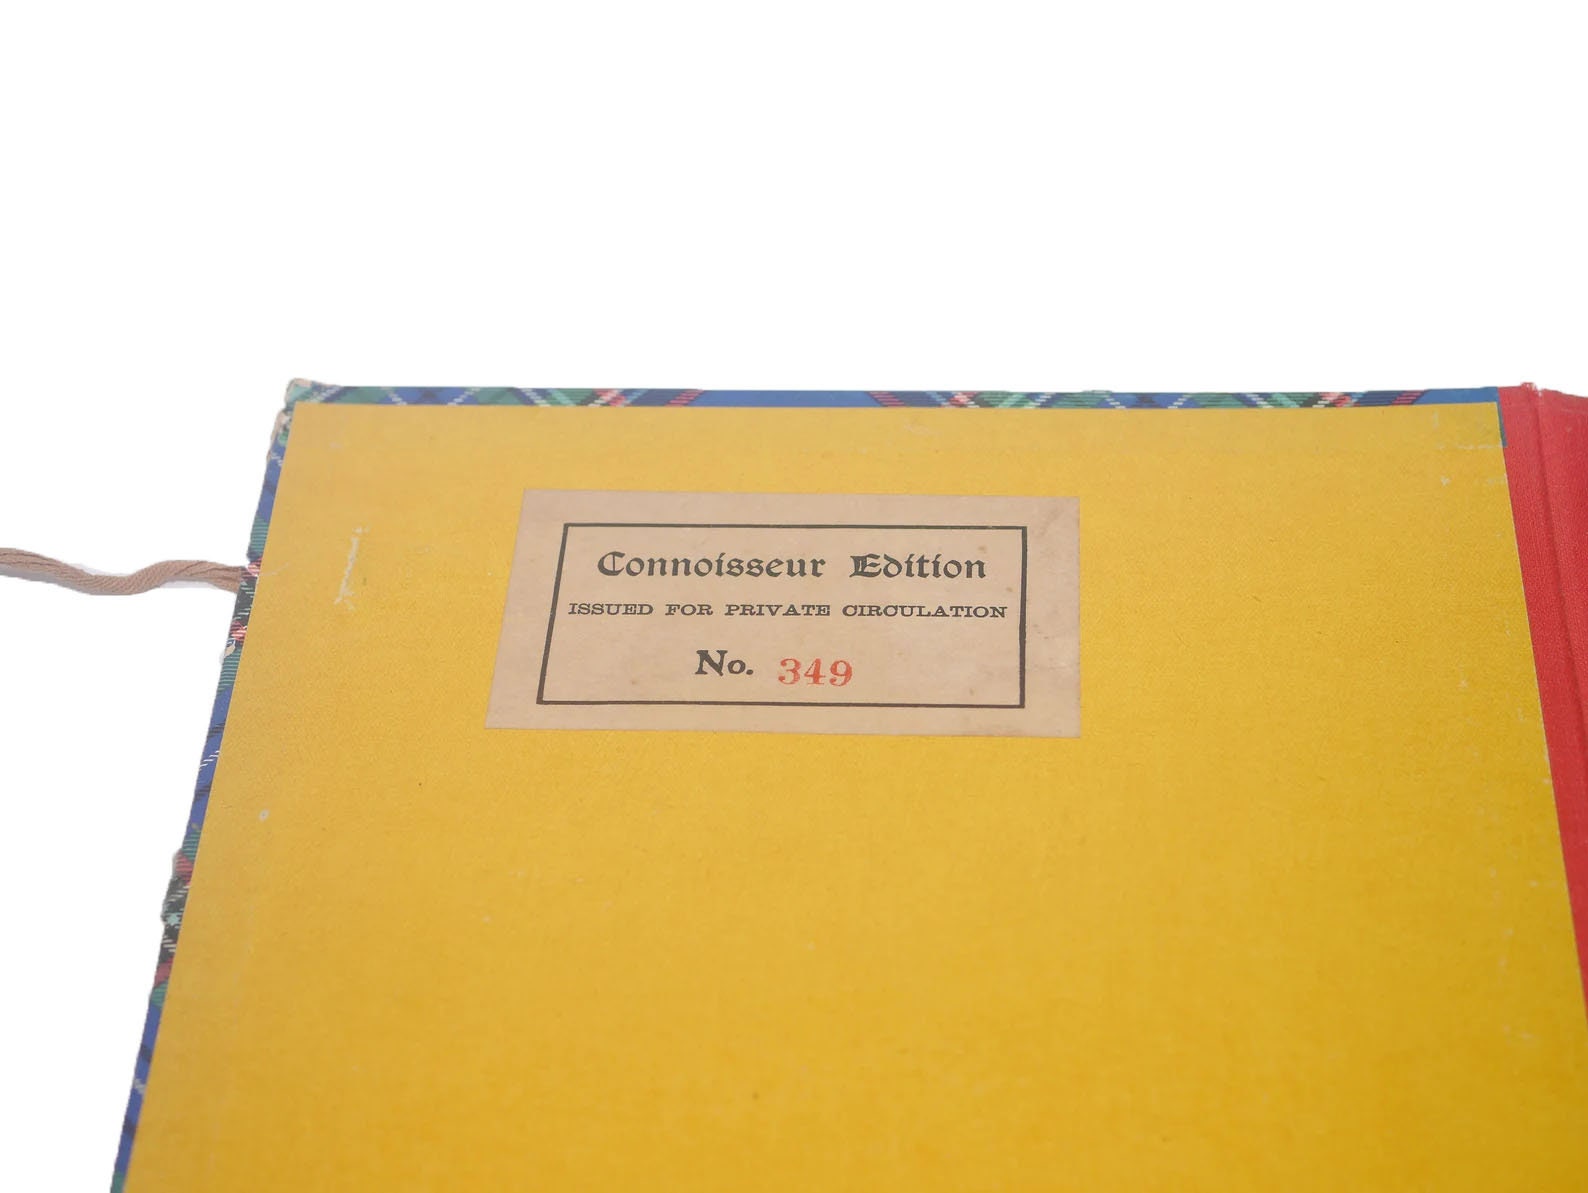 Connoisseur Edition
ISSUED FOR PRIVATE CIRCULATION
No. 349